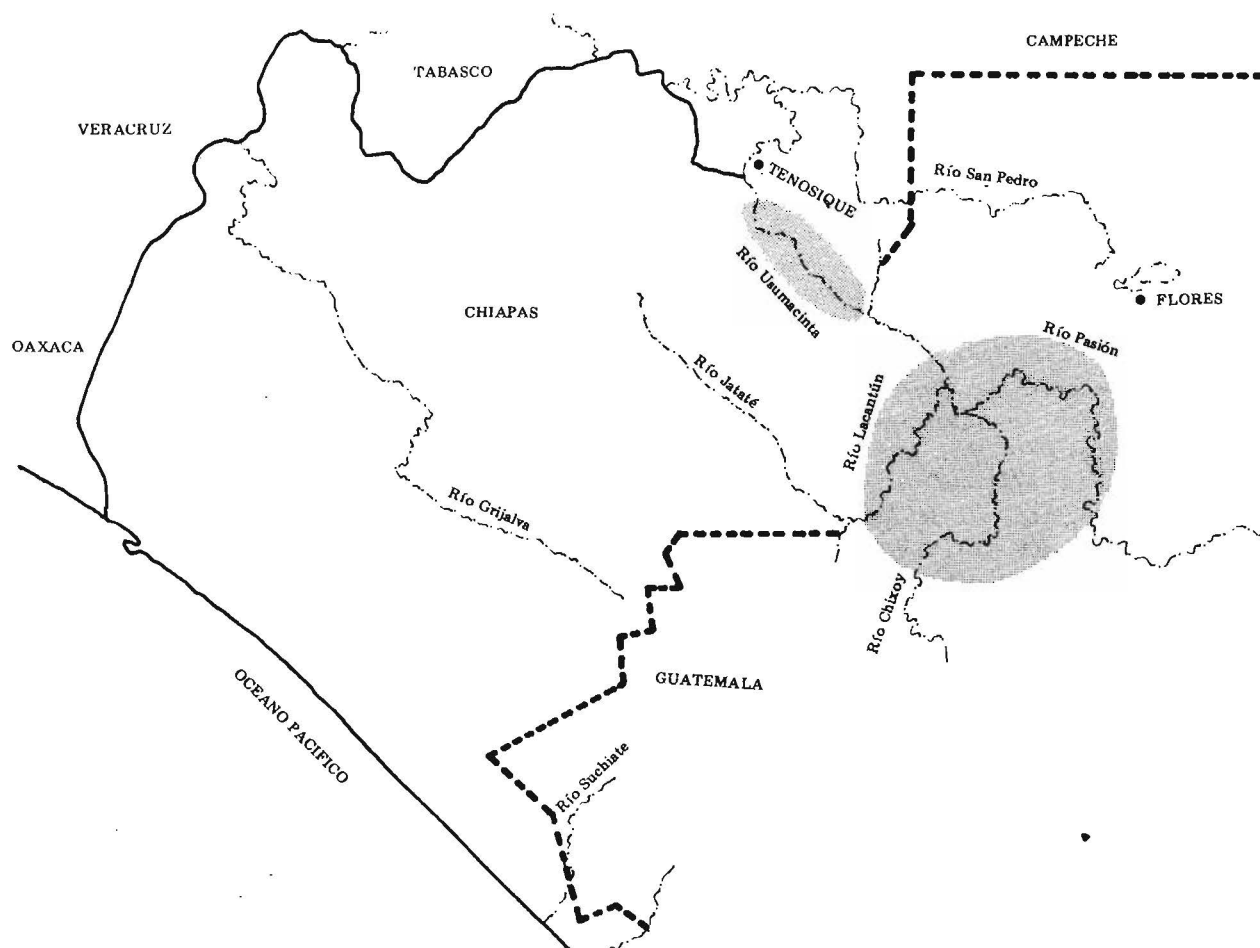 CAMPECHE
TABASCO
VERACRUZ
TENOSIQUE
Río San Pedro
Río Usumacinta
FLORES
CHIAPAS
OAXACA
Río Pasión
Río Jataté
Río Lacantún
Río Grijalva
Río Chixoy
GUATEMALA
OCEANO PACIFICO
Río Suchiate